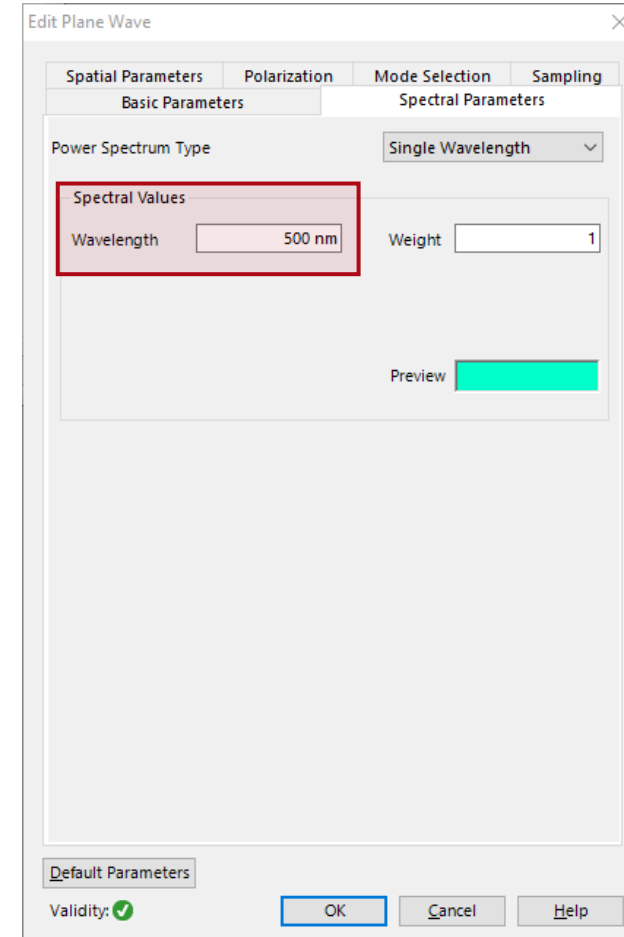 Edit Plane Wave
Spatial Parameters Polarization Mode Selection Sampling
Basic Parameters Spectral Parameters
Power Spectrum Type Single Wavelength
Spectral Values
Wavelength 500 nm Weight 1
Preview
Default Parameters
Validity: OK Cancel Help